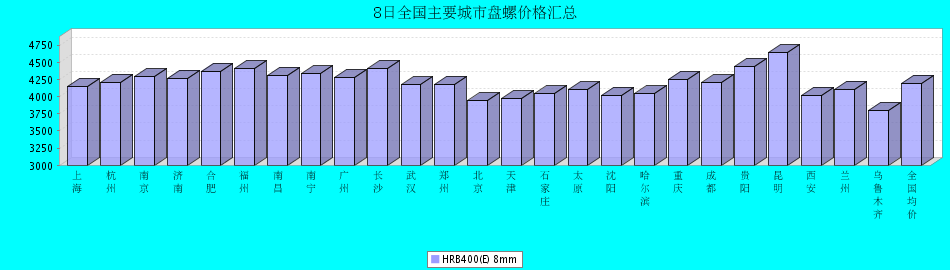 8日全国主要城市盘螺价格汇总
4750
4500
4250
4000
3750
3500
3250
3000
上海
杭州
南京
济南
合肥
福州
南昌
南宁
广州
长沙
武汉
郑州
北京
天津
石家庄
太原
沈阳
哈尔滨
重庆
成都
贵阳
昆明
西安
兰州
乌鲁木齐
全国均价
HRB400(E) 8mm